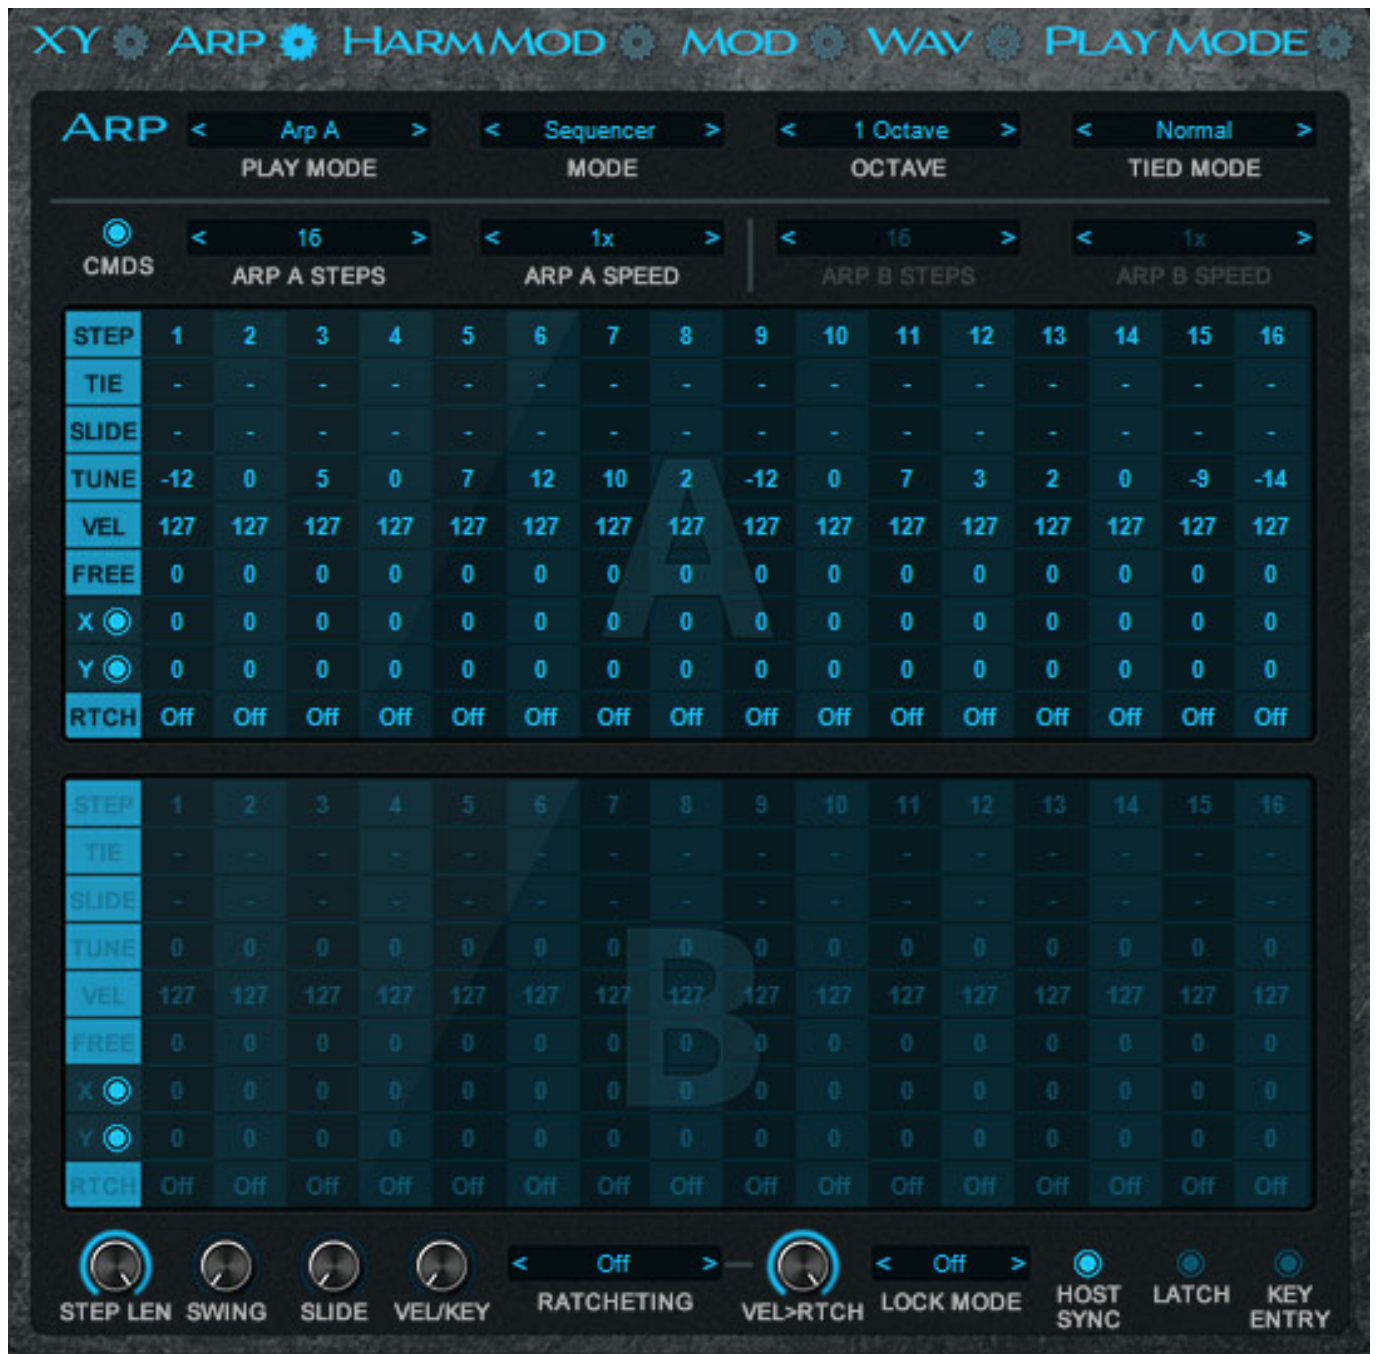 XY ARP HARMMOD MOD WAV PLAYMODE
ARP < Arp A > < Sequencer > < 1 Octave > < Normal >
PLAY MODE MODE OCTAVE TIED MODE
< 16 > < 1x > < 16 > < 1x >
CMDS ARP A STEPS ARP A SPEED ARP B STEPS ARP B SPEED
STEP 1 2 3 4 5 6 7 8 9 10 11 12 13 14 15 16
TIE - - - - - - - - - - - - - - - -
SLIDE - - - - - - - - - - - - - - - -
TUNE -12 0 5 0 7 12 10 2 -12 0 7 3 2 0 -9 -14
VEL 127 127 127 127 127 127 127 127 127 127 127 127 127 127 127 127
FREE 0 0 0 0 0 0 0 0 0 0 0 0 0 0 0 0
A
X 0 0 0 0 0 0 0 0 0 0 0 0 0 0 0 0
Y 0 0 0 0 0 0 0 0 0 0 0 0 0 0 0 0
RTCH Off Off Off Off Off Off Off Off Off Off Off Off Off Off Off Off
STEP 1 2 3 4 5 6 7 8 9 10 11 12 13 14 15 16
TIE - - - - - - - - - - - - - - - -
SLIDE - - - - - - - - - - - - - - - -
TUNE 0 0 0 0 0 0 0 0 0 0 0 0 0 0 0 0
VEL 127 127 127 127 127 127 127 127 127 127 127 127 127 127 127 127
FREE 0 0 0 0 0 0 0 0 0 0 0 0 0 0 0 0
B
X 0 0 0 0 0 0 0 0 0 0 0 0 0 0 0 0
Y 0 0 0 0 0 0 0 0 0 0 0 0 0 0 0 0
RTCH Off Off Off Off Off Off Off Off Off Off Off Off Off Off Off Off
< Off > < Off >
STEP LEN SWING SLIDE VEL/KEY RATCHETING VEL>RTCH LOCK MODE HOST LATCH KEY
SYNC ENTRY